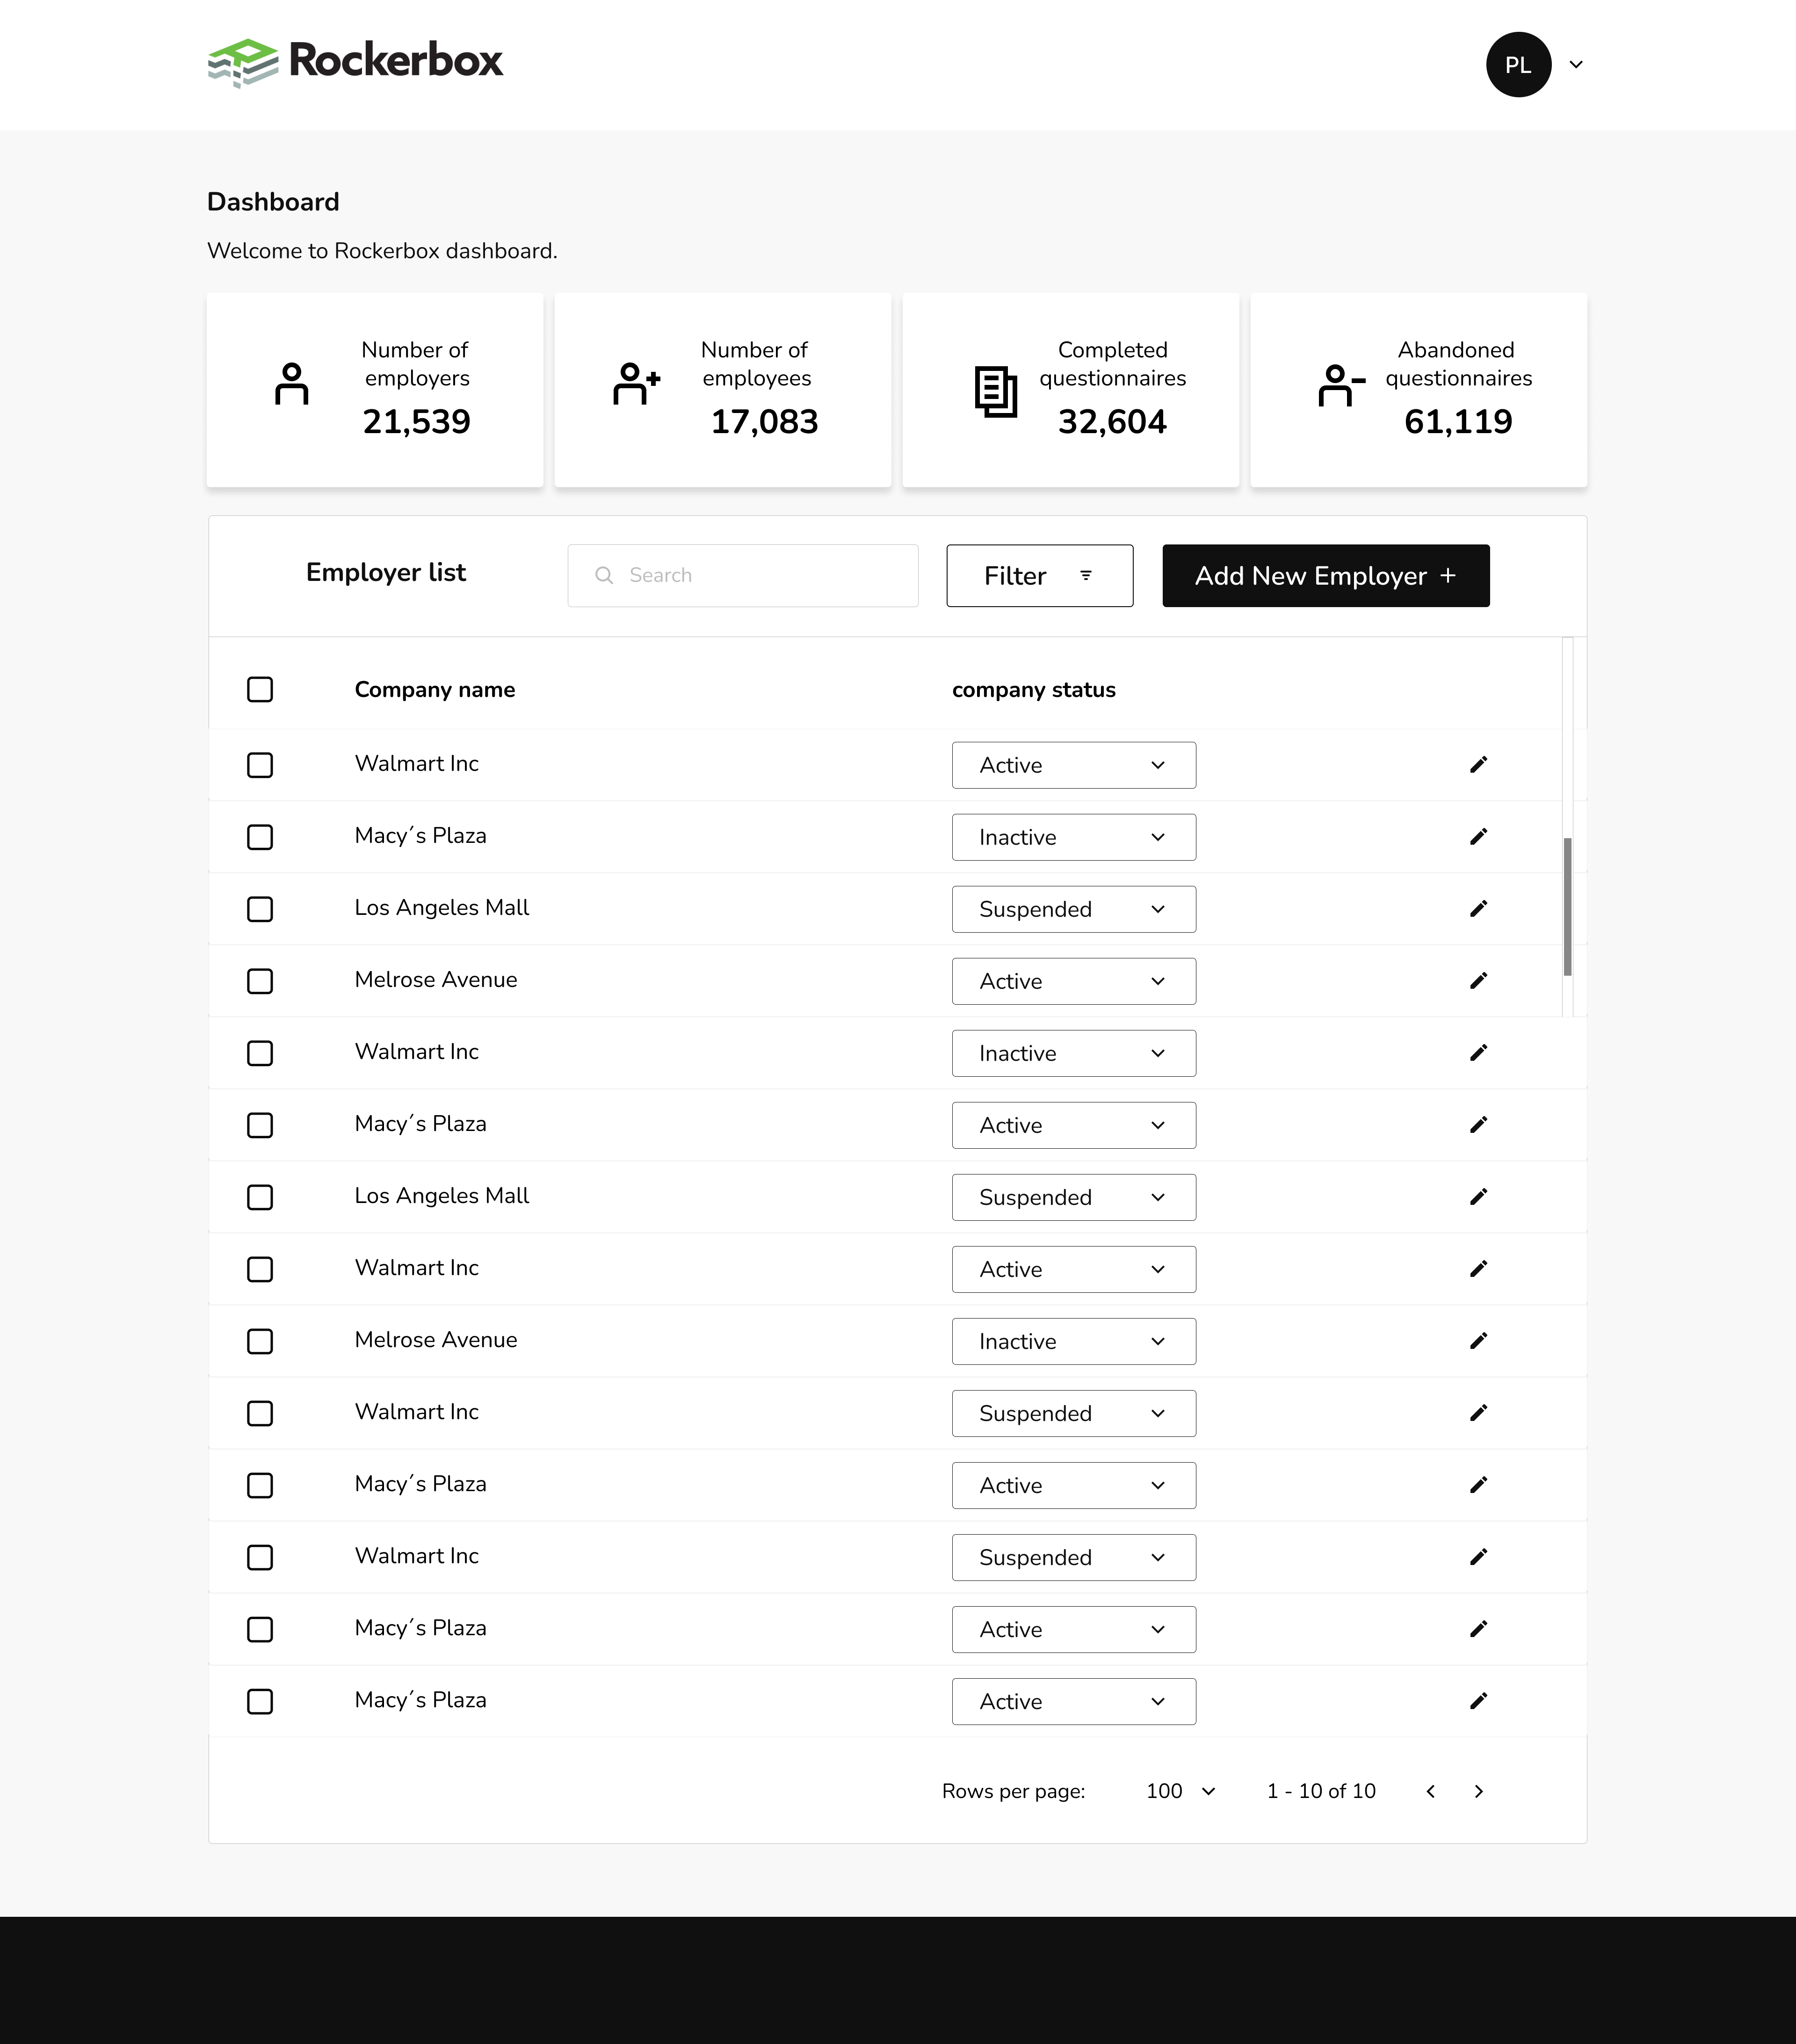 Rockerbox
PL
Dashboard
Welcome to Rockerbox dashboard.
Number of
employers
21,539
Number of
employees
17,083
Completed
questionnaires
32,604
Abandoned
questionnaires
61,119
Employer list
Search
Filter
Add New Employer +
Company name company status
Walmart Inc Active
Macy´s Plaza Inactive
Los Angeles Mall Suspended
Melrose Avenue Active
Walmart Inc Inactive
Macy´s Plaza Active
Los Angeles Mall Suspended
Walmart Inc Active
Melrose Avenue Inactive
Walmart Inc Suspended
Macy´s Plaza Active
Walmart Inc Suspended
Macy´s Plaza Active
Macy´s Plaza Active
Rows per page: 100 1 - 10 of 10